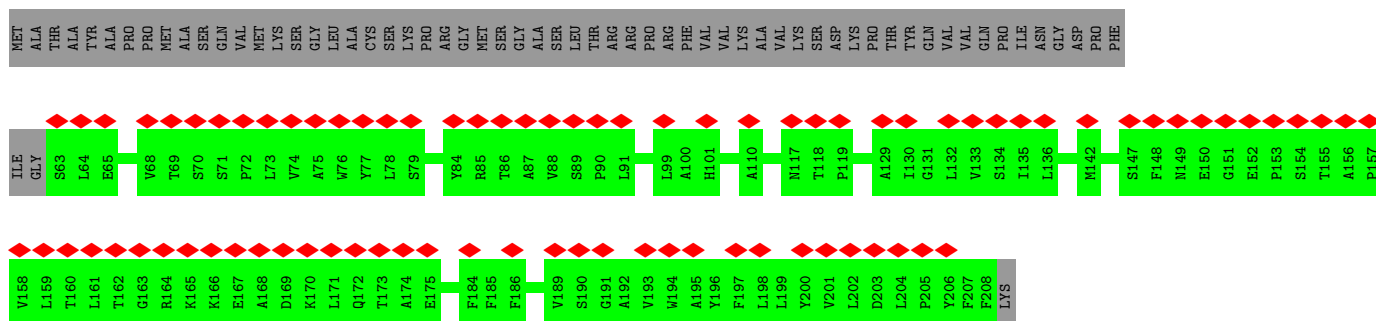 MET ALA THR ALA TYR ALA PRO PRO MET ALA SER GLN VAL MET LYS SER GLY LEU ALA CYS SER LYS PRO ARG GLY MET SER GLY ALA SER LEU THR ARG ARG PRO ARG PHE VAL VAL LYS ALA VAL LYS SER ASP LYS PRO THR TYR GLN VAL VAL GLN PRO ILE ASN GLY ASP PRO PHE
ILE GLY S63 L64 E65 V68 T69 S70 S71 P72 L73 V74 A75 W76 Y77 L78 S79 Y84 R85 T86 A87 V88 S89 P90 L91 L99 A100 H101 A110 N117 T118 P119 A129 I130 G131 L132 V133 S134 I135 L136 M142 S147 F148 N149 E150 G151 E152 P153 S154 T155 A156 P157
V158 L159 T160 L161 T162 G163 R164 K165 K166 E167 A168 D169 K170 L171 Q172 T173 A174 E175 F184 F185 F186 V189 S190 G191 A192 V193 W194 A195 Y196 F197 L198 L199 Y200 V201 L202 D203 L204 P205 Y206 F207 F208 LYS